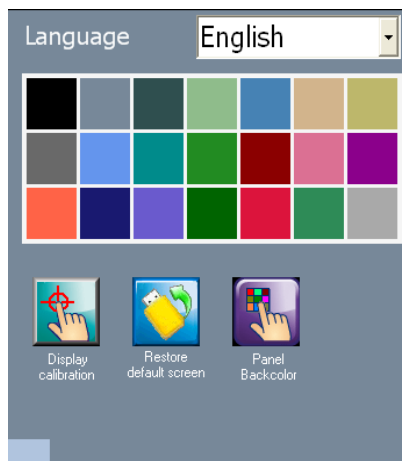 Language English
Display calibration
Restore default screen
Panel Backcolor